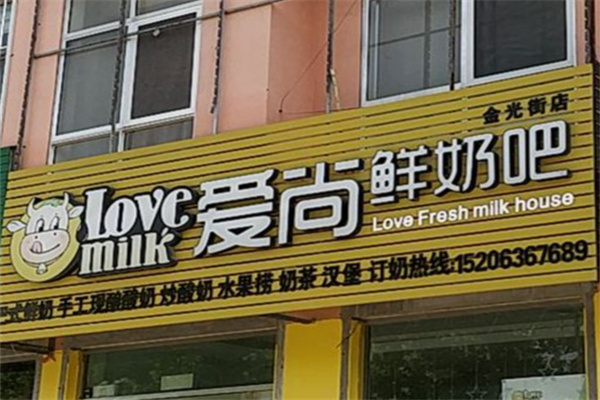 金光街店
Love milk
爱尚鲜奶吧
Love Fresh milk house
巴式鲜奶 手工现酿酸奶 炒酸奶 水果捞 奶茶 汉堡 订奶热线:15206367689